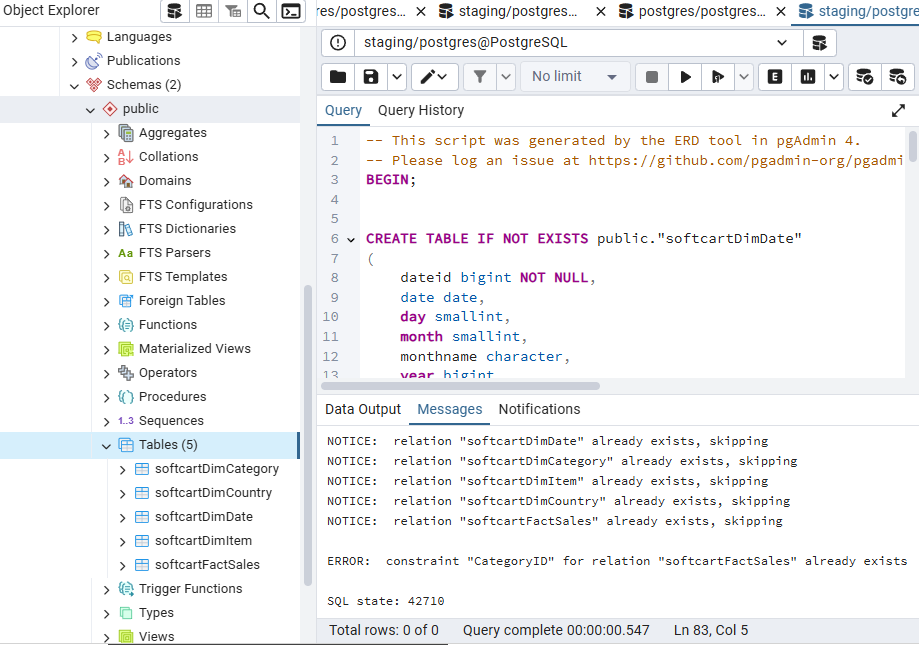 Object Explorer
Languages
Publications
Schemas (2)
public
Aggregates
Collations
Domains
FTS Configurations
FTS Dictionaries
FTS Parsers
FTS Templates
Foreign Tables
Functions
Materialized Views
Operators
Procedures
1..3 Sequences
Tables (5)
softcartDimCategory
softcartDimCountry
softcartDimDate
softcartDimItem
softcartFactSales
Trigger Functions
Types
Views
res/postgres... staging/postgres... postgres/postgres... staging/postgre
staging/postgres@PostgreSQL
No limit
Query Query History
1 -- This script was generated by the ERD tool in pgAdmin 4.
2 -- Please log an issue at https://github.com/pgadmin-org/pgadmi
3 BEGIN;
4
5
6 CREATE TABLE IF NOT EXISTS public."softcartDimDate"
7 (
8 dateid bigint NOT NULL,
9 date date,
10 day smallint,
11 month smallint,
12 monthname character,
13 year bigint
Data Output Messages Notifications
NOTICE: relation "softcartDimDate" already exists, skipping
NOTICE: relation "softcartDimCategory" already exists, skipping
NOTICE: relation "softcartDimItem" already exists, skipping
NOTICE: relation "softcartDimCountry" already exists, skipping
NOTICE: relation "softcartFactSales" already exists, skipping
ERROR: constraint "CategoryID" for relation "softcartFactSales" already exists
SQL state: 42710
Total rows: 0 of 0 Query complete 00:00:00.547 Ln 83, Col 5